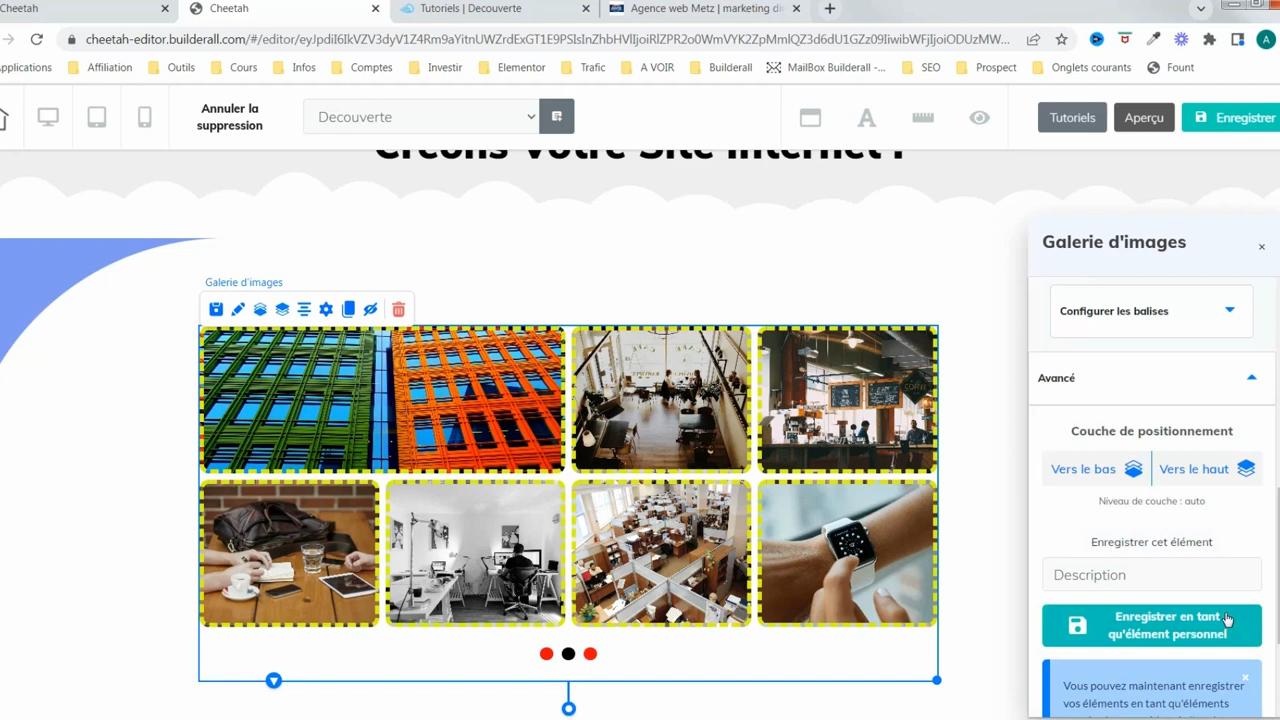 Cheetah
Cheetah
Tutoriels | Decouverte
Agence web Metz | marketing di
cheetah-editor.builderall.com/#/editor/
Affiliation
Outils
Cours
Infos
Comptes
Investir
Elementor
Trafic
A VOIR
Builderall
MailBox Builderall -...
SEO
Prospect
Onglets courants
Fount
Annuler la
suppression
Decouverte
Tutoriels
Aperçu
Enregistrer
Créons Votre Site Internet !
Galerie d'images
Galerie d'images
Configurer les balises
Avancé
Couche de positionnement
Vers le bas
Vers le haut
Niveau de couche : auto
Enregistrer cet élément
Description
Enregistrer en tant
qu'élément personnel
Vous pouvez maintenant enregistrer
vos éléments en tant qu'éléments